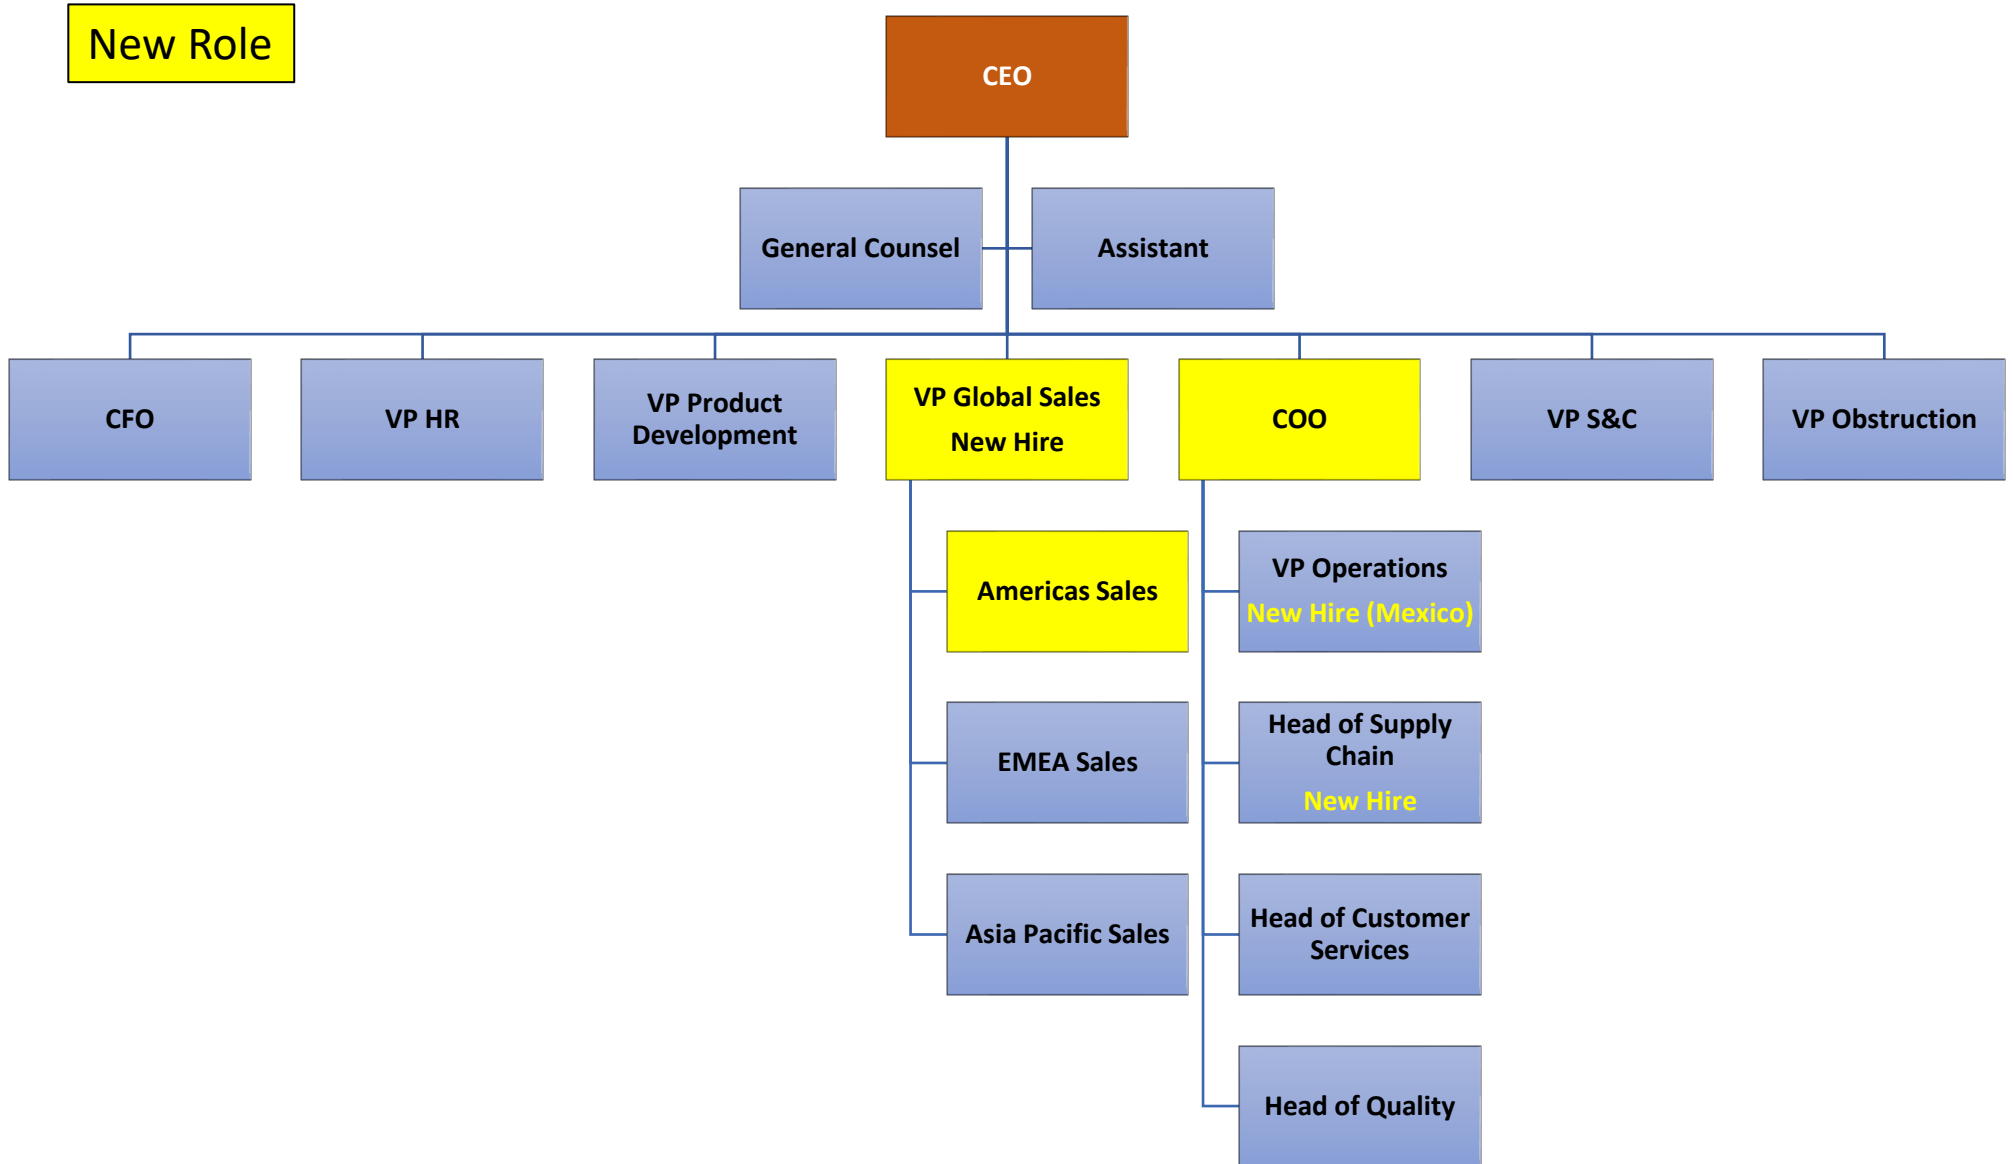 New Role
CEO
General Counsel
Assistant
CFO
VP HR
VP Product
Development
VP Global Sales
New Hire
COO
VP S&C
VP Obstruction
Americas Sales
EMEA Sales
Asia Pacific Sales
VP Operations
New Hire (Mexico)
Head of Supply
Chain
New Hire
Head of Customer
Services
Head of Quality